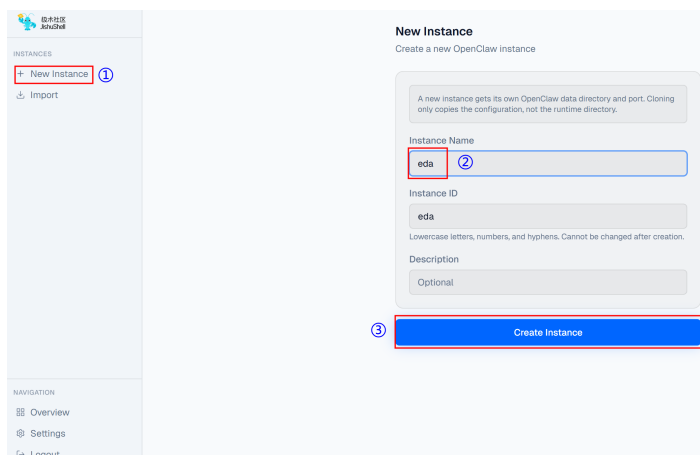 极术社区
JishuShell
INSTANCES
+ New Instance ①
Import
New Instance
Create a new OpenClaw instance
A new instance gets its own OpenClaw data directory and port. Cloning
only copies the configuration, not the runtime directory.
Instance Name
eda ②
Instance ID
eda
Lowercase letters, numbers, and hyphens. Cannot be changed after creation.
Description
Optional
③ Create Instance
NAVIGATION
Overview
Settings
Logout